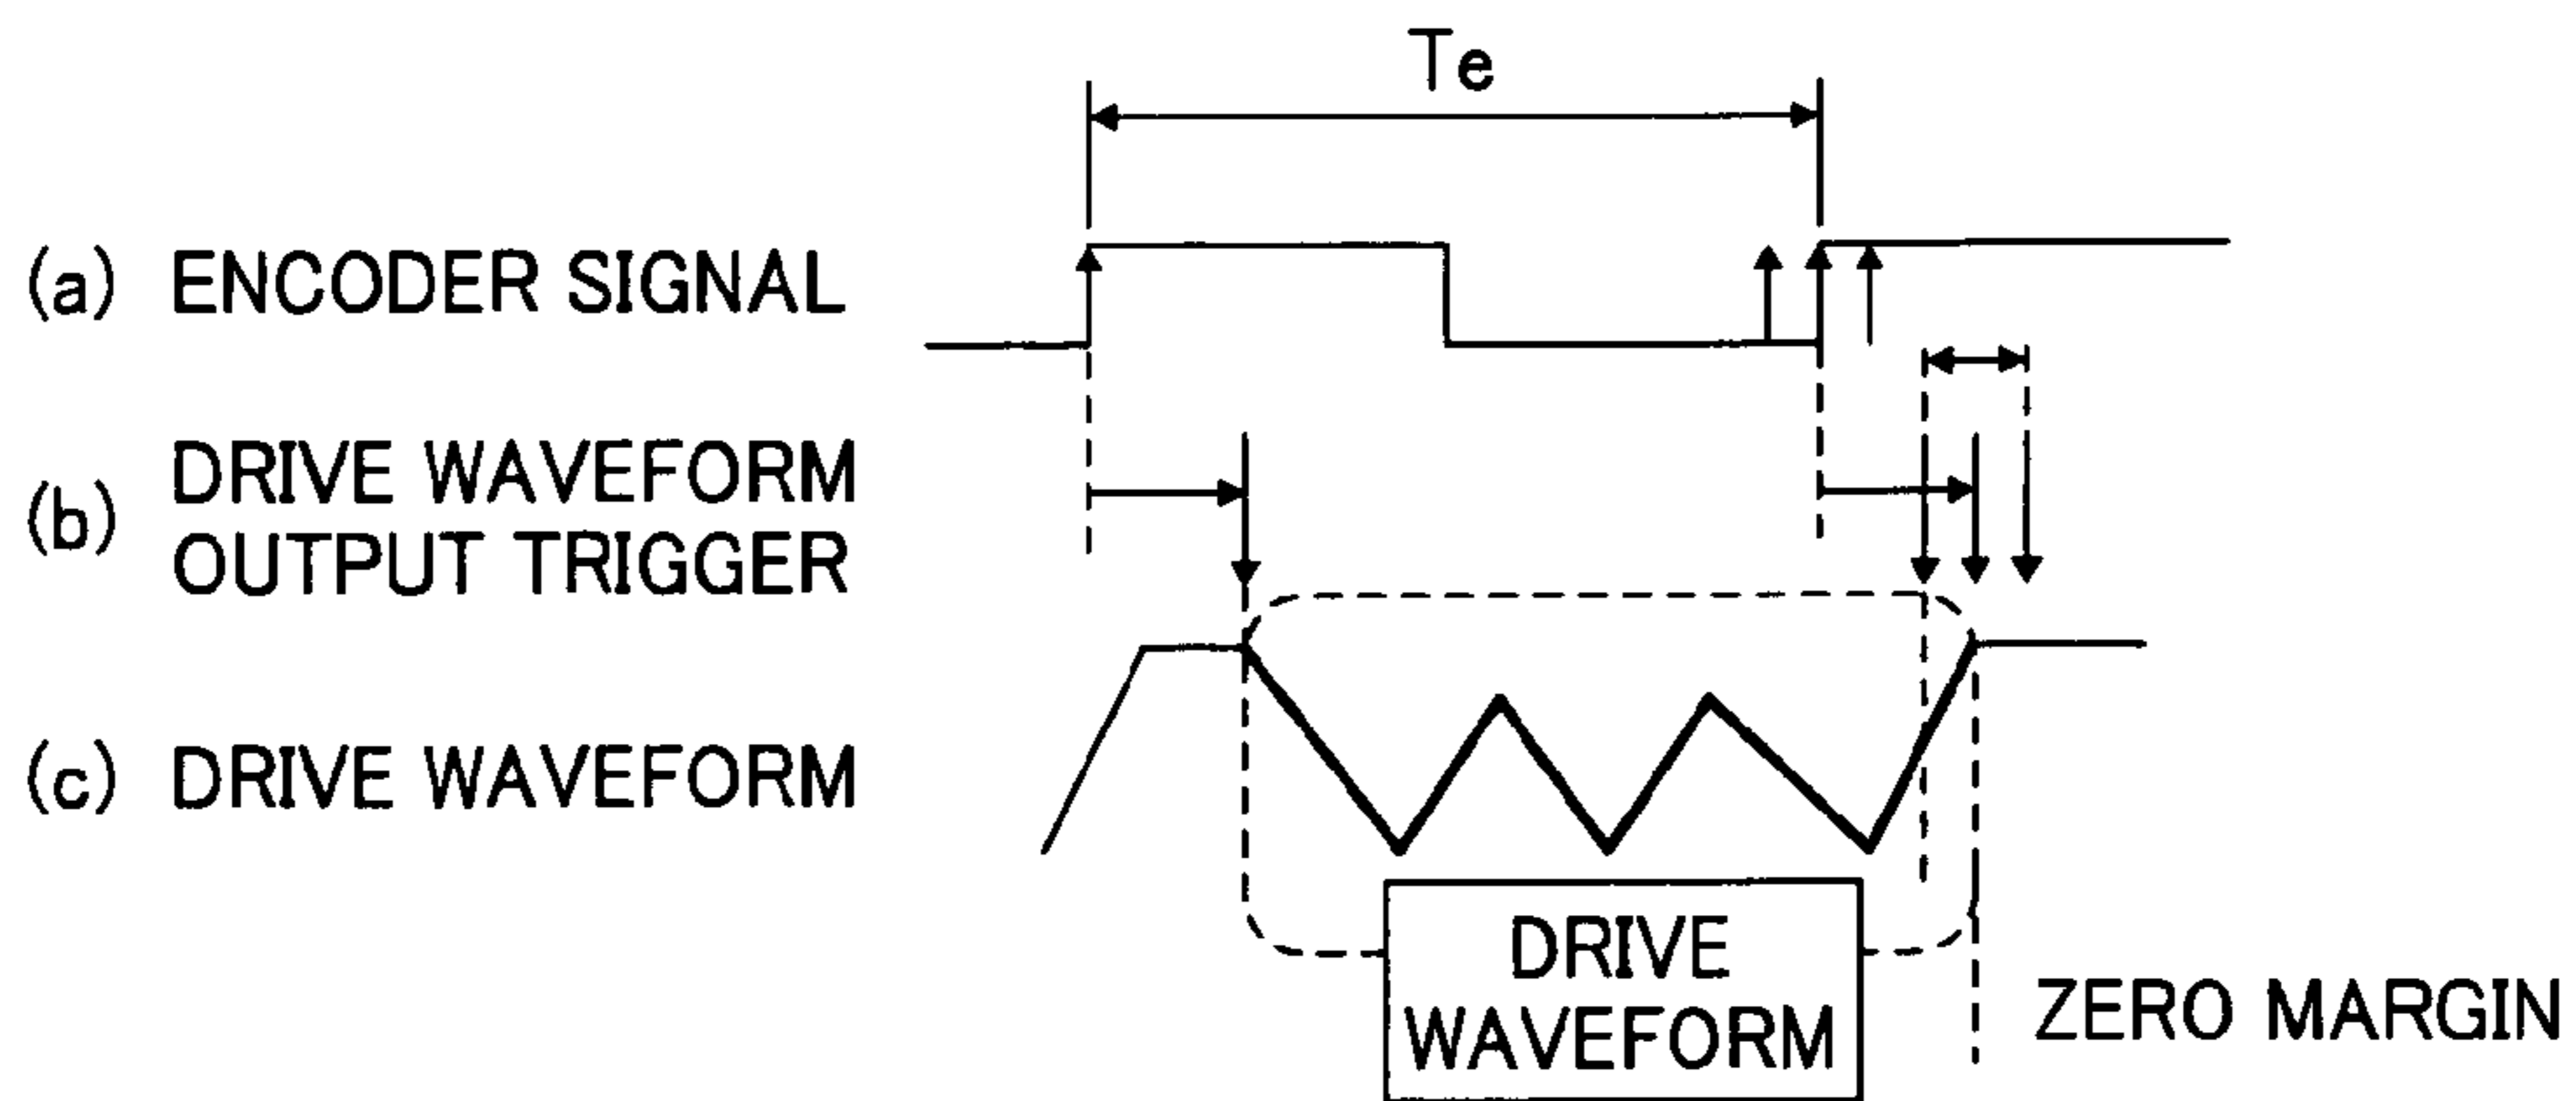 Te
(a) ENCODER SIGNAL
(b) DRIVE WAVEFORM
OUTPUT TRIGGER
(c) DRIVE WAVEFORM
DRIVE
WAVEFORM
ZERO MARGIN